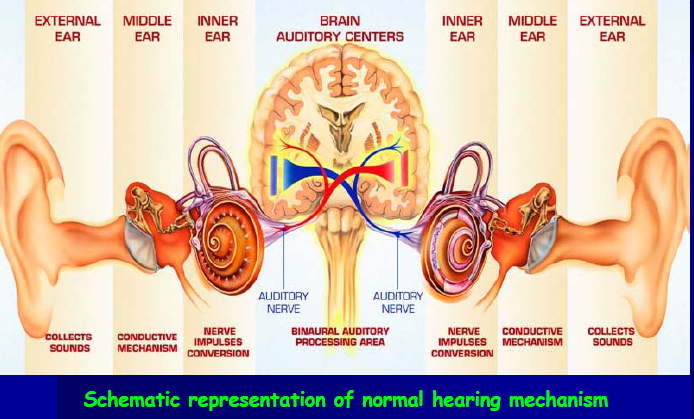 EXTERNAL EAR
MIDDLE EAR
INNER EAR
BRAIN AUDITORY CENTERS
INNER EAR
MIDDLE EAR
EXTERNAL EAR
AUDITORY NERVE
AUDITORY NERVE
COLLECTS SOUNDS
CONDUCTIVE MECHANISM
NERVE IMPULSES CONVERSION
BINAURAL AUDITORY PROCESSING AREA
NERVE IMPULSES CONVERSION
CONDUCTIVE MECHANISM
COLLECTS SOUNDS
Schematic representation of normal hearing mechanism